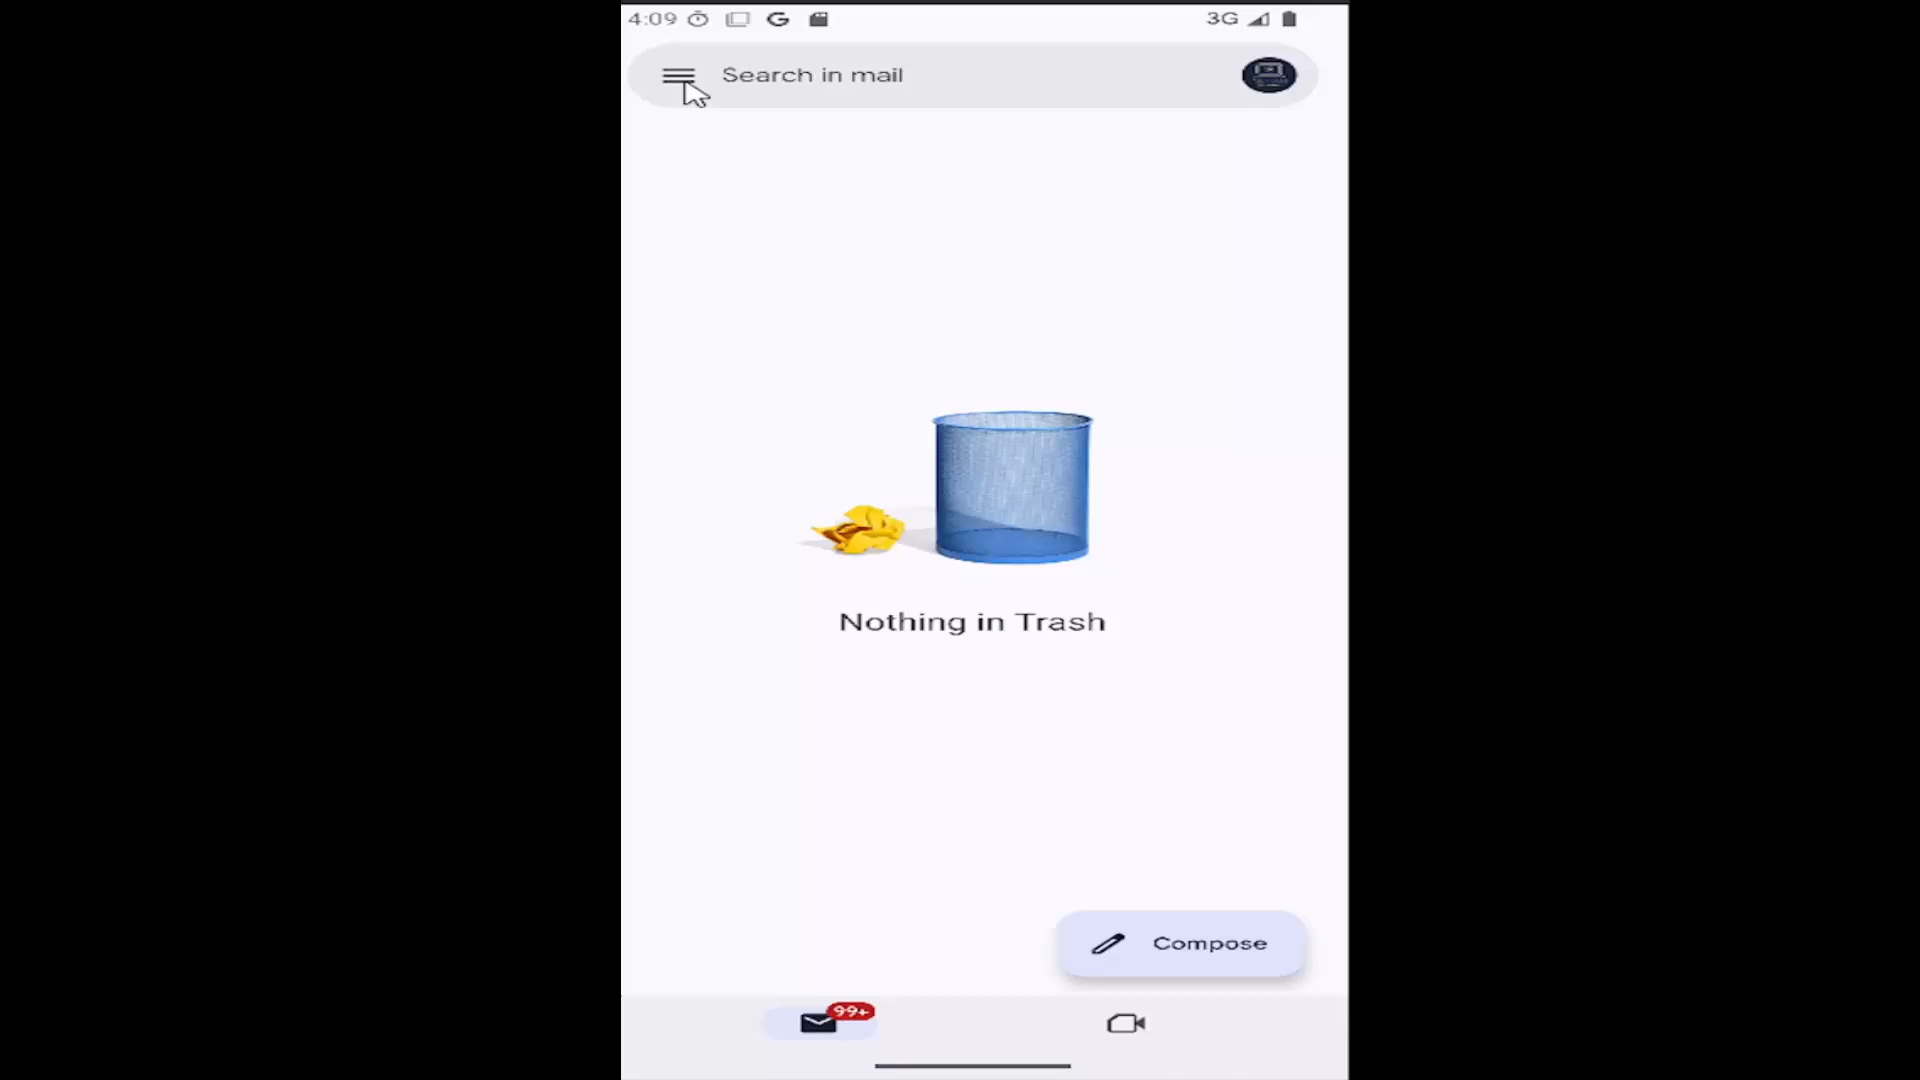 4:09
G
3G
Search in mail
Nothing in Trash
Compose
99+